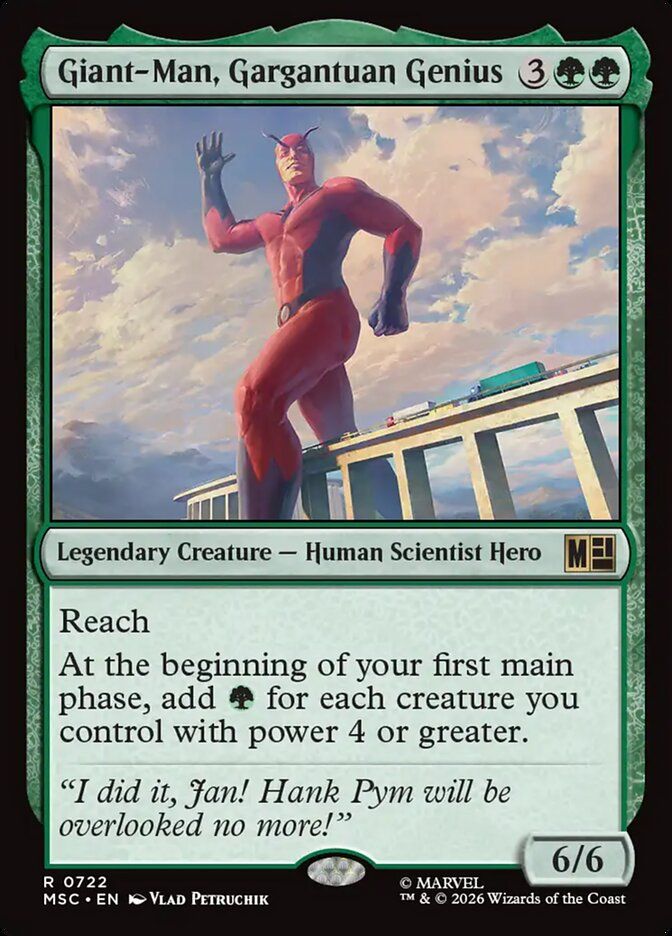 Giant-Man, Gargantuan Genius 3
Legendary Creature — Human Scientist Hero
Reach
At the beginning of your first main
phase, add for each creature you
control with power 4 or greater.
“I did it, Jan! Hank Pym will be
overlooked no more!”
6/6
R 0722
MSC • EN Vlad Petruchik
© MARVEL
™ & © 2026 Wizards of the Coast